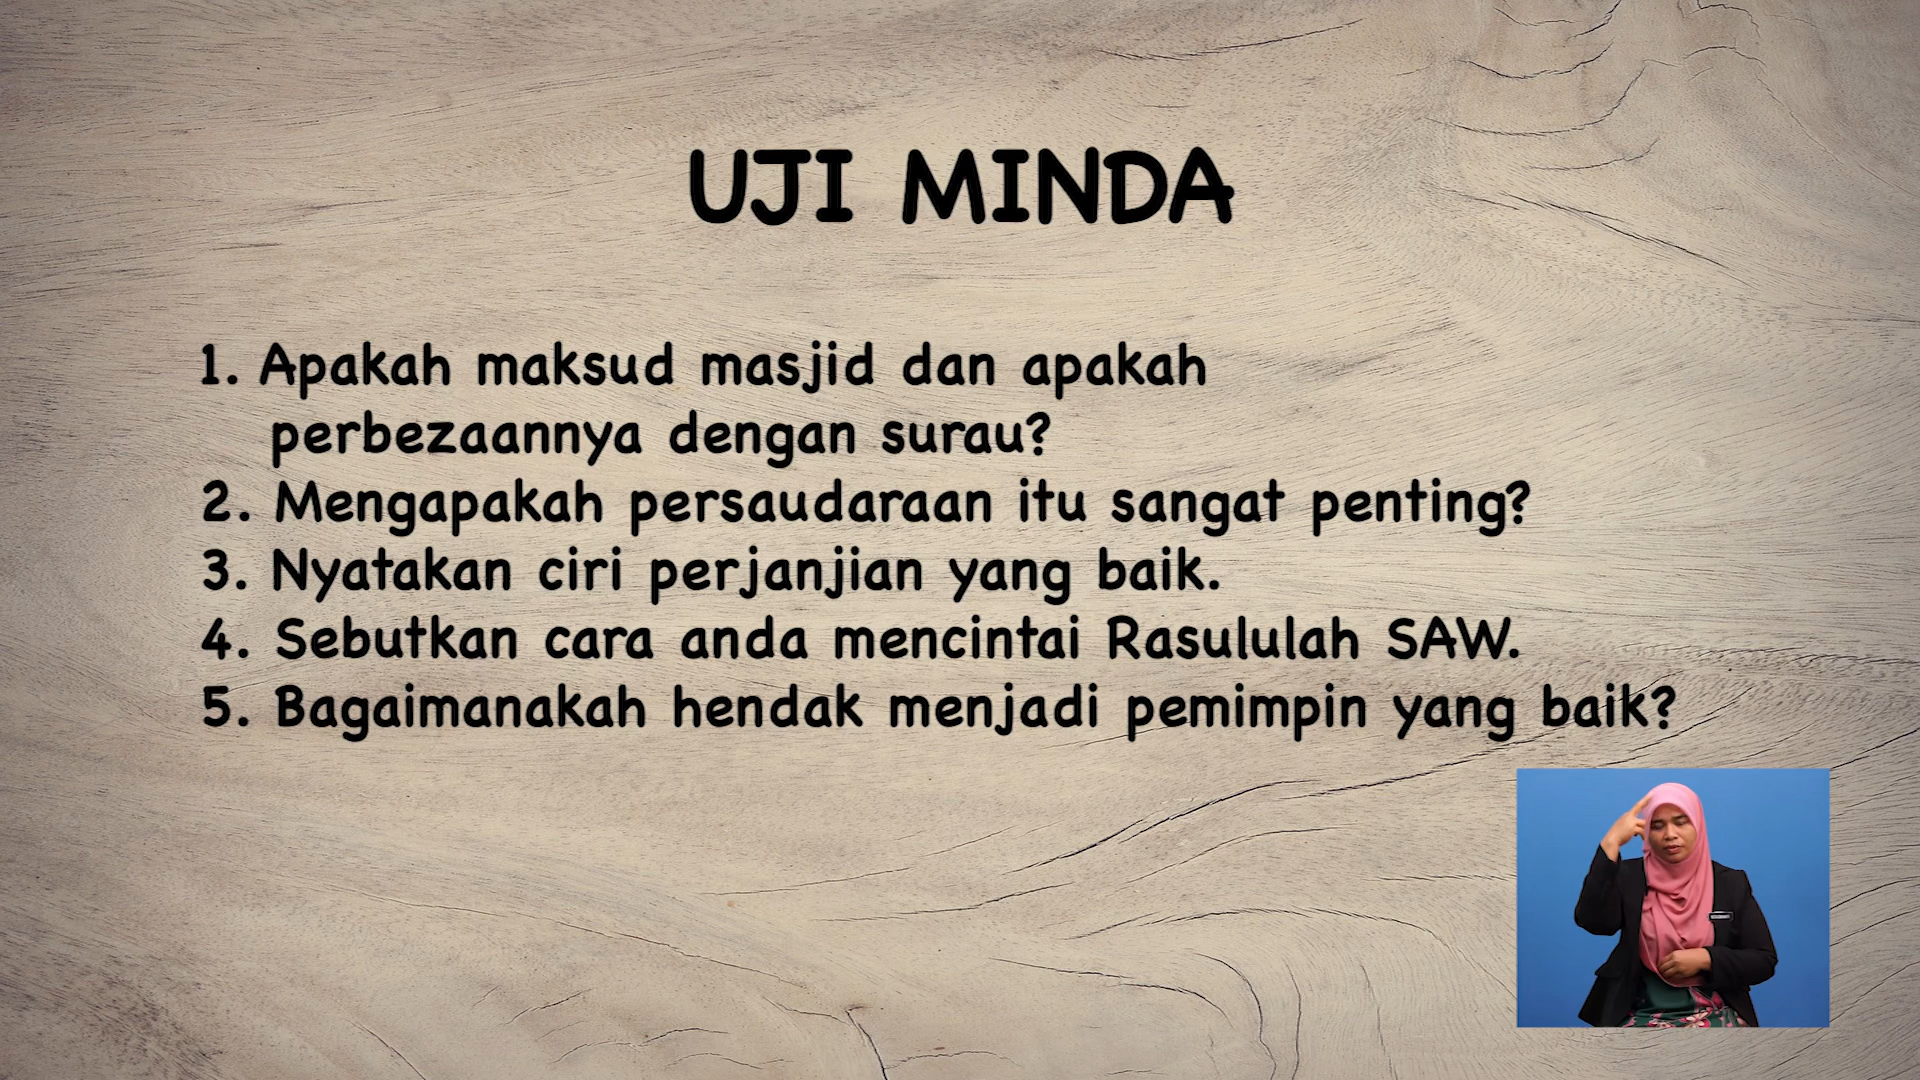 UJI MINDA
1. Apakah maksud masjid dan apakah
perbezaannya dengan surau?
2. Mengapakah persaudaraan itu sangat penting?
3. Nyatakan ciri perjanjian yang baik.
4. Sebutkan cara anda mencintai Rasululah SAW.
5. Bagaimanakah hendak menjadi pemimpin yang baik?